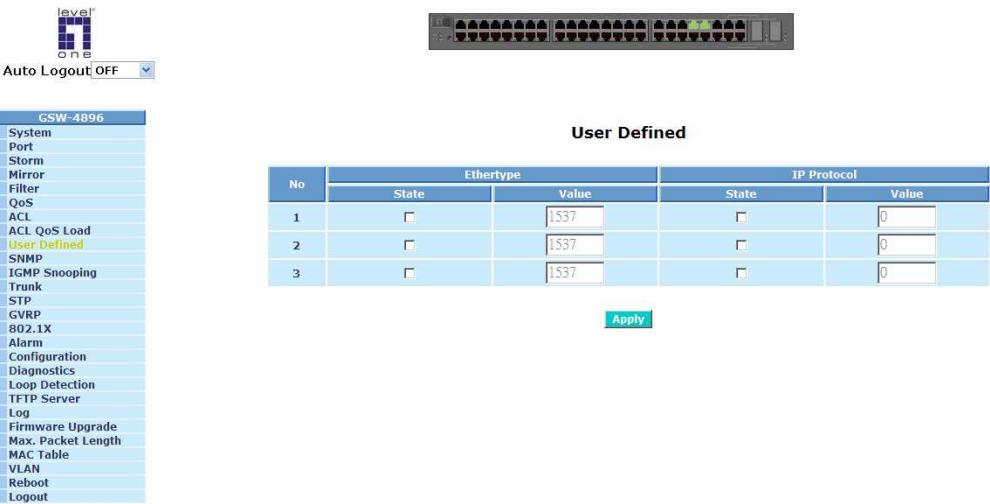 level
one
Auto Logout OFF
GSW-4896
System
Port
Storm
Mirror
Filter
QoS
ACL
ACL QoS Load
User Defined
SNMP
IGMP Snooping
Trunk
STP
GVRP
802.1X
Alarm
Configuration
Diagnostics
Loop Detection
TFTP Server
Log
Firmware Upgrade
Max. Packet Length
MAC Table
VLAN
Reboot
Logout
User Defined
No Ethertype IP Protocol
State Value State Value
1 1537 0
2 1537 0
3 1537 0
Apply